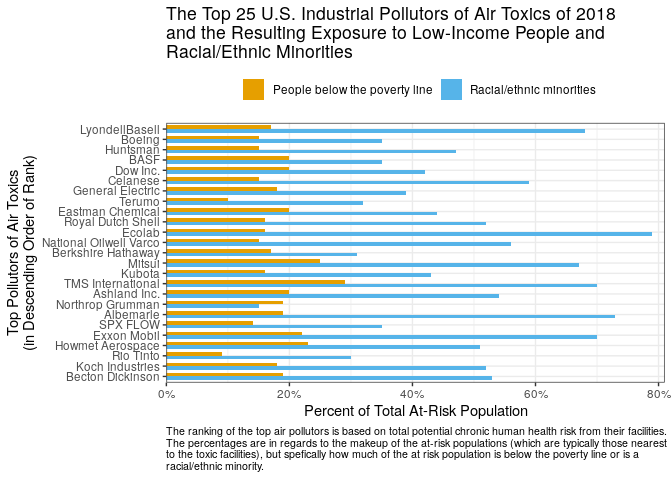 The Top 25 U.S. Industrial Pollutors of Air Toxics of 2018
and the Resulting Exposure to Low-Income People and
Racial/Ethnic Minorities
People below the poverty line
Racial/ethnic minorities
Top Pollutors of Air Toxics
(in Descending Order of Rank)
LyondellBasell
Boeing
Huntsman
BASF
Dow Inc.
Celanese
General Electric
Terumo
Eastman Chemical
Royal Dutch Shell
Ecolab
National Oilwell Varco
Berkshire Hathaway
Mitsui
Kubota
TMS International
Ashland Inc.
Northrop Grumman
Albemarle
SPX FLOW
Exxon Mobil
Howmet Aerospace
Rio Tinto
Koch Industries
Becton Dickinson
0%
20%
40%
60%
80%
Percent of Total At-Risk Population
The ranking of the top air pollutors is based on total potential chronic human health risk from their facilities.
The percentages are in regards to the makeup of the at-risk populations (which are typically those nearest
to the toxic facilities), but spefically how much of the at risk population is below the poverty line or is a
racial/ethnic minority.